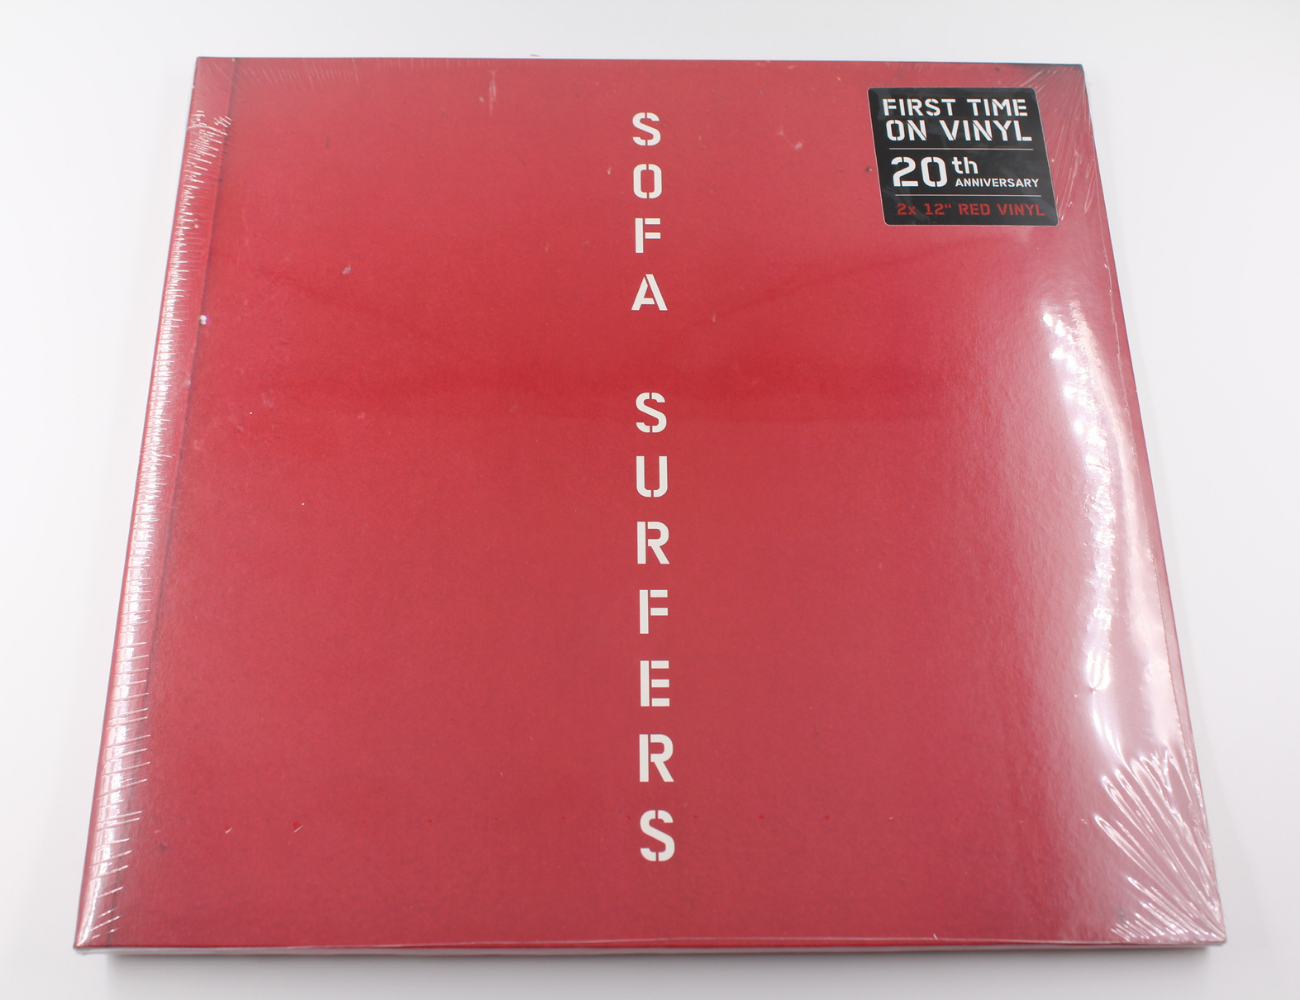 SOFA SURFERS
FIRST TIME
ON VINYL
20th
ANNIVERSARY
2x 12" RED VINYL